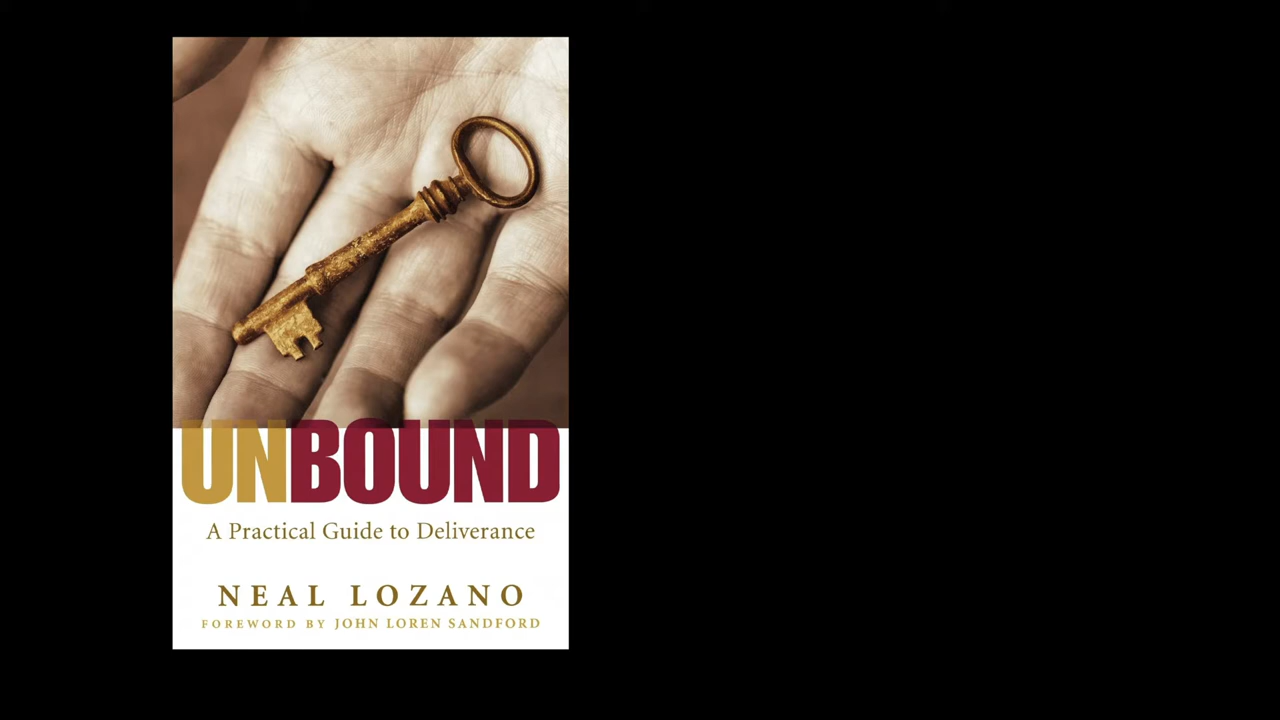 UNBOUND
A Practical Guide to Deliverance
NEAL LOZANO
FOREWORD BY JOHN LOREN SANDFORD